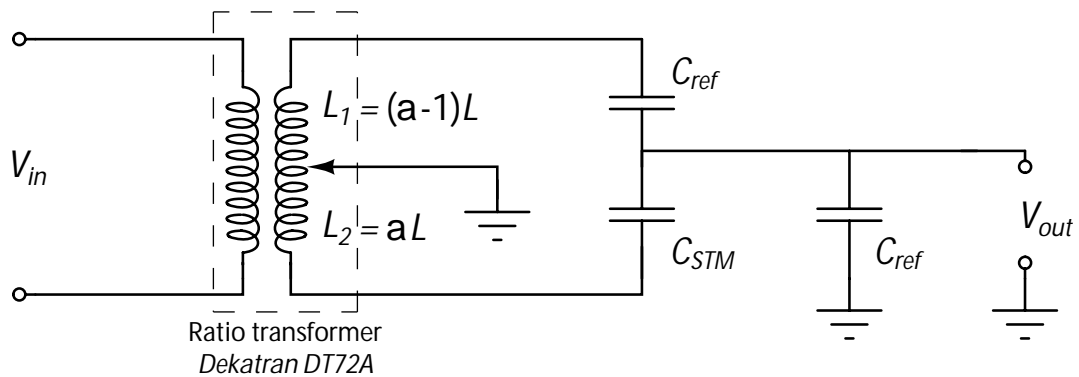 C_ref
L_1 = (a-1)L
V_in
L_2 = aL
C_STM
C_ref
V_out
Ratio transformer
Dekatran DT72A